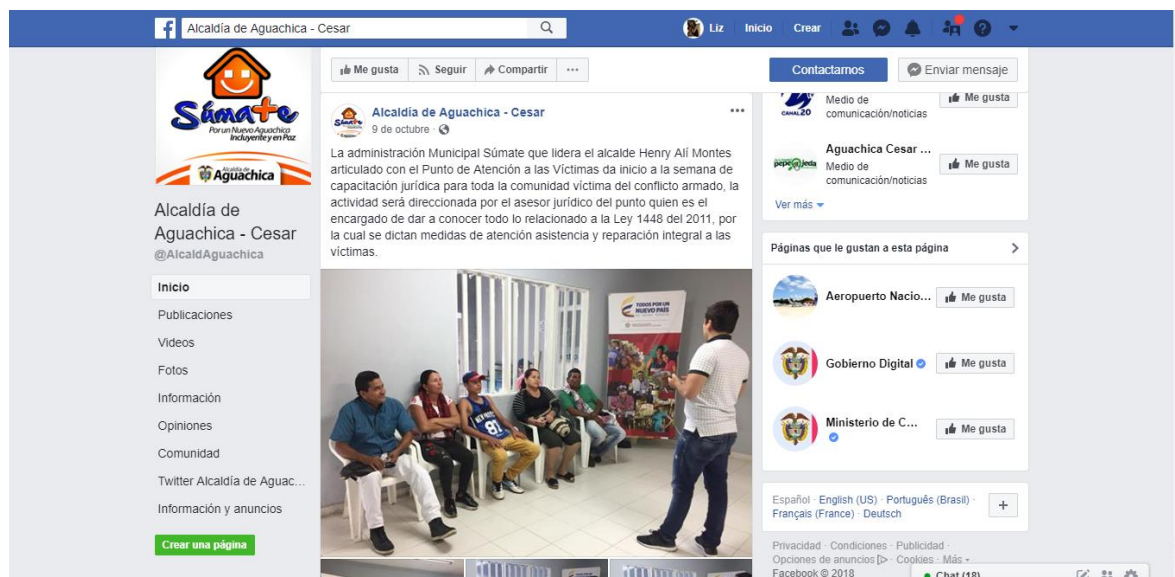 Alcaldía de Aguachica - Cesar
Liz
Inicio
Crear
Súmate
Por un Nuevo Aguachica
Incluyente y en Paz
Alcaldía de
Aguachica
Alcaldía de
Aguachica - Cesar
@AlcaldAguachica
Inicio
Publicaciones
Videos
Fotos
Información
Opiniones
Comunidad
Twitter Alcaldía de Aguac...
Información y anuncios
Crear una página
Me gusta
Seguir
Compartir
Contactarnos
Enviar mensaje
Alcaldía de Aguachica - Cesar
9 de octubre ·
La administración Municipal Súmate que lidera el alcalde Henry Alí Montes
articulado con el Punto de Atención a las Víctimas da inicio a la semana de
capacitación jurídica para toda la comunidad víctima del conflicto armado, la
actividad será direccionada por el asesor jurídico del punto quien es el
encargado de dar a conocer todo lo relacionado a la Ley 1448 del 2011, por
la cual se dictan medidas de atención asistencia y reparación integral a las
víctimas.
TODOS POR UN
NUEVO PAÍS
87
CANAL20
Medio de
comunicación/noticias
Me gusta
pepeojeda
Aguachica Cesar ...
Medio de
comunicación/noticias
Me gusta
Ver más
Páginas que le gustan a esta página
Aeropuerto Nacio...
Me gusta
Gobierno Digital
Me gusta
Ministerio de C...
Me gusta
Español · English (US) · Português (Brasil) ·
Français (France) · Deutsch
Privacidad · Condiciones · Publicidad ·
Opciones de anuncios · Cookies · Más
Facebook © 2018
Chat (18)